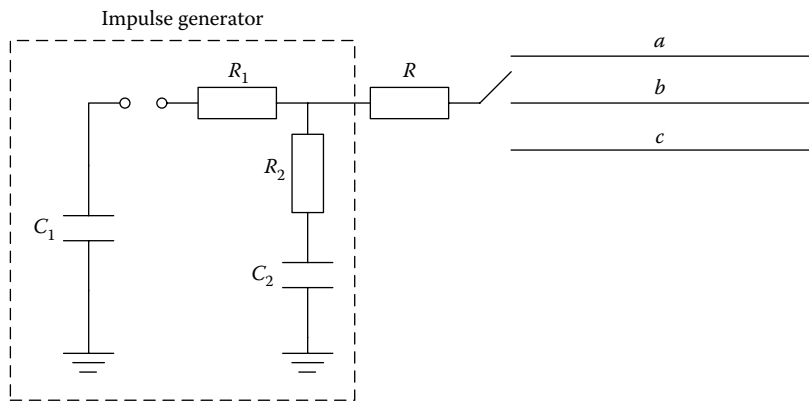 Impulse generator
a
R₁
R
b
c
R₂
C₁
C₂